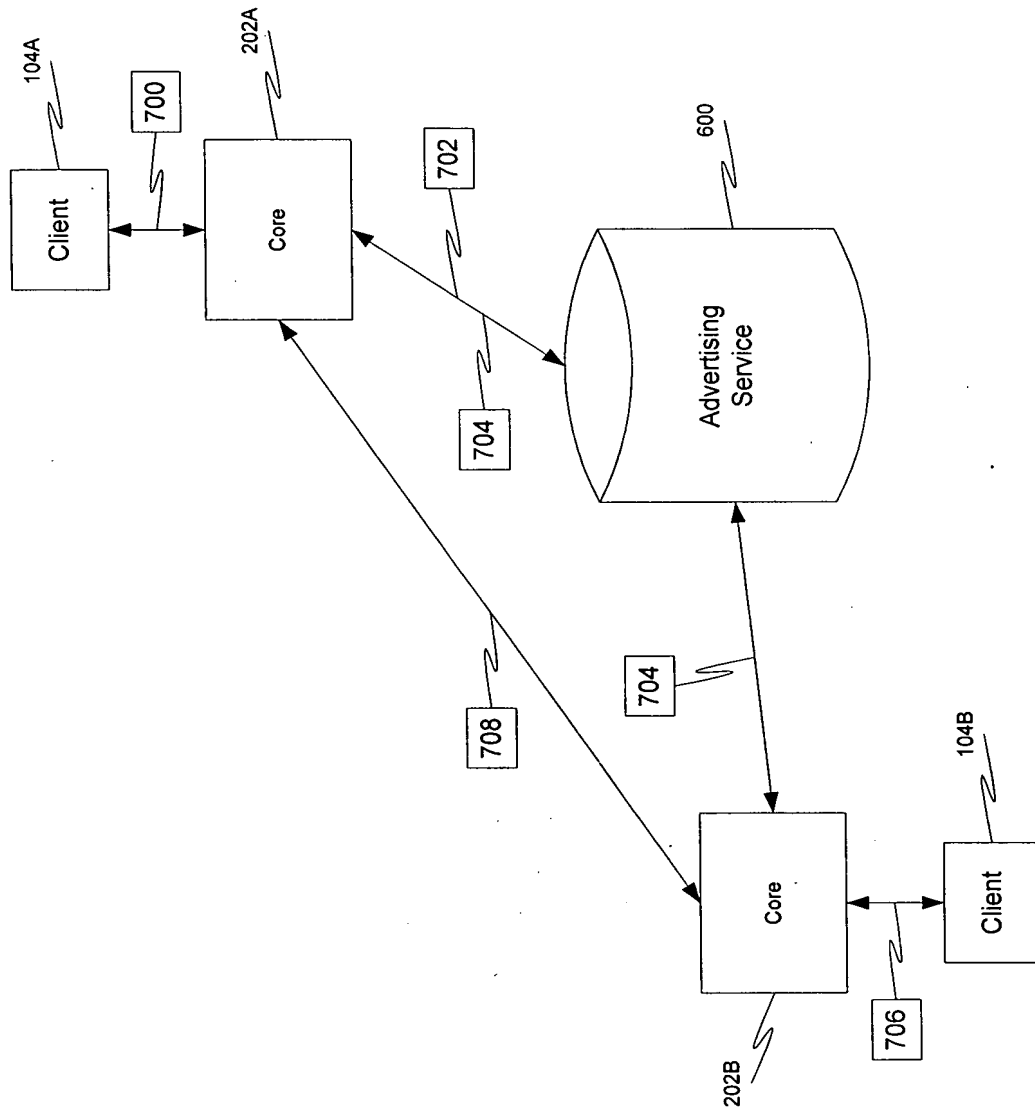 104A
Client
700
202A
Core
702
704
600
Advertising
Service
708
704
104B
Core
Client
706
202B